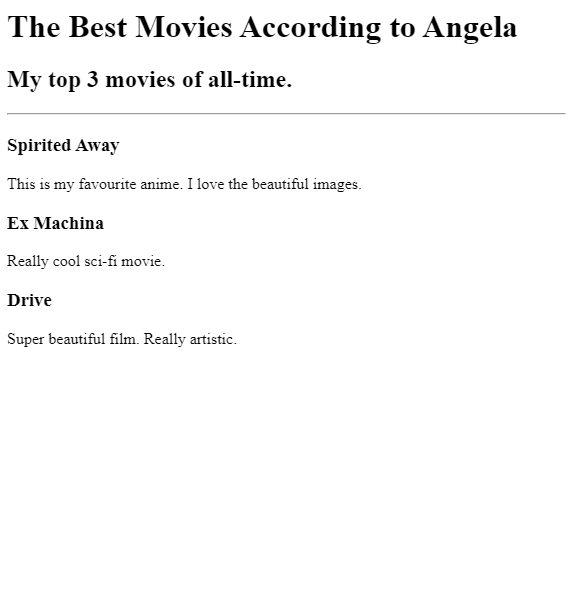 The Best Movies According to Angela
My top 3 movies of all-time.
Spirited Away
This is my favourite anime. I love the beautiful images.
Ex Machina
Really cool sci-fi movie.
Drive
Super beautiful film. Really artistic.